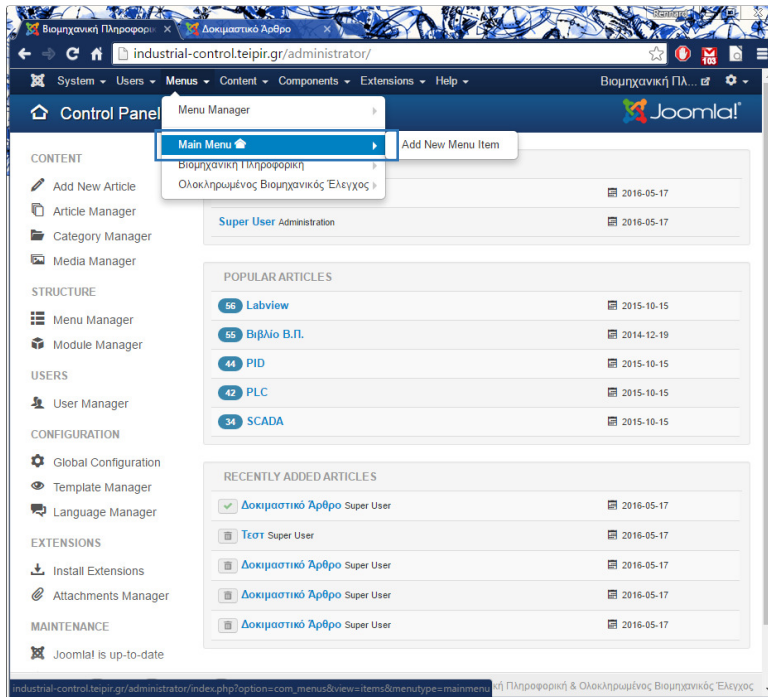 Reinhard
Βιομηχανική Πληροφορι Δοκιμαστικό Άρθρο
industrial-control.teipir.gr/administrator/
103
System Users Menus Content Components Extensions Help Βιομηχανική Πλ...
Control Panel Joomla!
Menu Manager
Main Menu Add New Menu Item
Βιομηχανική Πληροφορική
Ολοκληρωμένος Βιομηχανικός Έλεγχος
CONTENT
Add New Article
Article Manager
Category Manager
Media Manager
STRUCTURE
Menu Manager
Module Manager
USERS
User Manager
CONFIGURATION
Global Configuration
Template Manager
Language Manager
EXTENSIONS
Install Extensions
Attachments Manager
MAINTENANCE
Joomla! is up-to-date
2016-05-17
Super User Administration 2016-05-17
POPULAR ARTICLES
56 Labview 2015-10-15
55 Βιβλίο Β.Π. 2014-12-19
44 PID 2015-10-15
42 PLC 2015-10-15
34 SCADA 2015-10-15
RECENTLY ADDED ARTICLES
Δοκιμαστικό Άρθρο Super User 2016-05-17
Τεστ Super User 2016-05-17
Δοκιμαστικό Άρθρο Super User 2016-05-17
Δοκιμαστικό Άρθρο Super User 2016-05-17
Δοκιμαστικό Άρθρο Super User 2016-05-17
industrial-control.teipir.gr/administrator/index.php?option=com_menus&view=items&menutype=mainmenu κή Πληροφορική & Ολοκληρωμένος Βιομηχανικός Έλεγχος